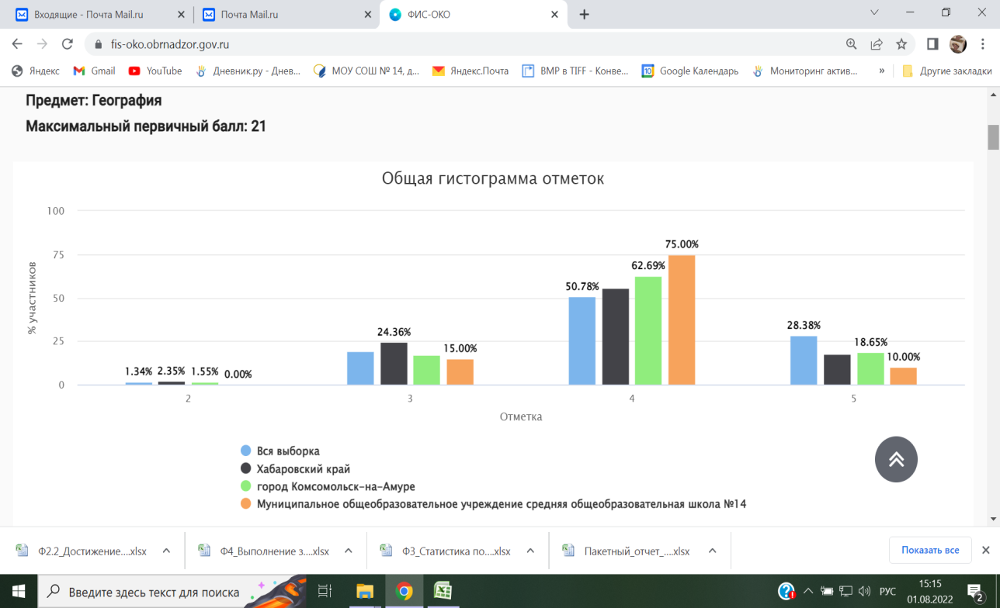 Входящие - Почта Mail.ru
Почта Mail.ru
ФИС-ОКО
fis-oko.obrnadzor.gov.ru
Яндекс
Gmail
YouTube
Дневник.ру - Днев...
МОУ СОШ № 14, д...
Яндекс.Почта
BMP в TIFF - Конве...
10
Google Календарь
Мониторинг актив...
»
Другие закладки
Предмет: География
Максимальный первичный балл: 21
Общая гистограмма отметок
100
75
50
25
0
% участников
1.34% 2.35% 1.55% 0.00%
24.36%
15.00%
50.78%
62.69%
75.00%
28.38%
18.65%
10.00%
2
3
4
5
Отметка
Вся выборка
Хабаровский край
город Комсомольск-на-Амуре
Муниципальное общеобразовательное учреждение средняя общеобразовательная школа №14
Ф2.2_Достижение....xlsx
Ф4_Выполнение з....xlsx
Ф3_Статистика по....xlsx
Пакетный_отчет_....xlsx
Показать все
Введите здесь текст для поиска
РУС
15:15
01.08.2022
2